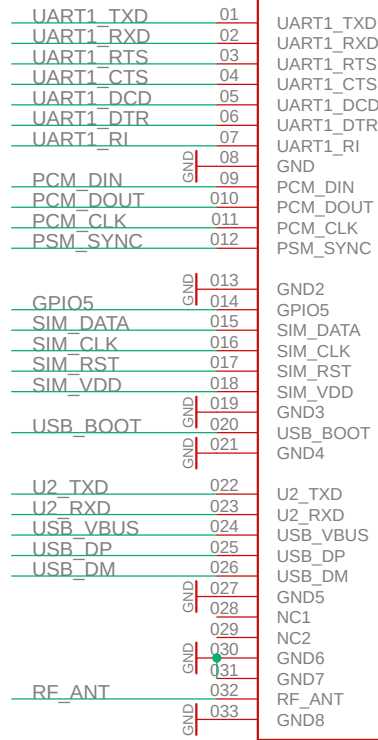 UART1_TXD 01 UART1_TXD
UART1_RXD 02 UART1_RXD
UART1_RTS 03 UART1_RTS
UART1_CTS 04 UART1_CTS
UART1_DCD 05 UART1_DCD
UART1_DTR 06 UART1_DTR
UART1_RI 07 UART1_RI
GND 08 GND
PCM_DIN 09 PCM_DIN
PCM_DOUT 010 PCM_DOUT
PCM_CLK 011 PCM_CLK
PSM_SYNC 012 PSM_SYNC
GND 013 GND2
GPIO5 014 GPIO5
SIM_DATA 015 SIM_DATA
SIM_CLK 016 SIM_CLK
SIM_RST 017 SIM_RST
SIM_VDD 018 SIM_VDD
GND 019 GND3
USB_BOOT 020 USB_BOOT
GND 021 GND4
U2_TXD 022 U2_TXD
U2_RXD 023 U2_RXD
USB_VBUS 024 USB_VBUS
USB_DP 025 USB_DP
USB_DM 026 USB_DM
GND 027 GND5
028 NC1
029 NC2
GND 030 GND6
031 GND7
RF_ANT 032 RF_ANT
GND 033 GND8